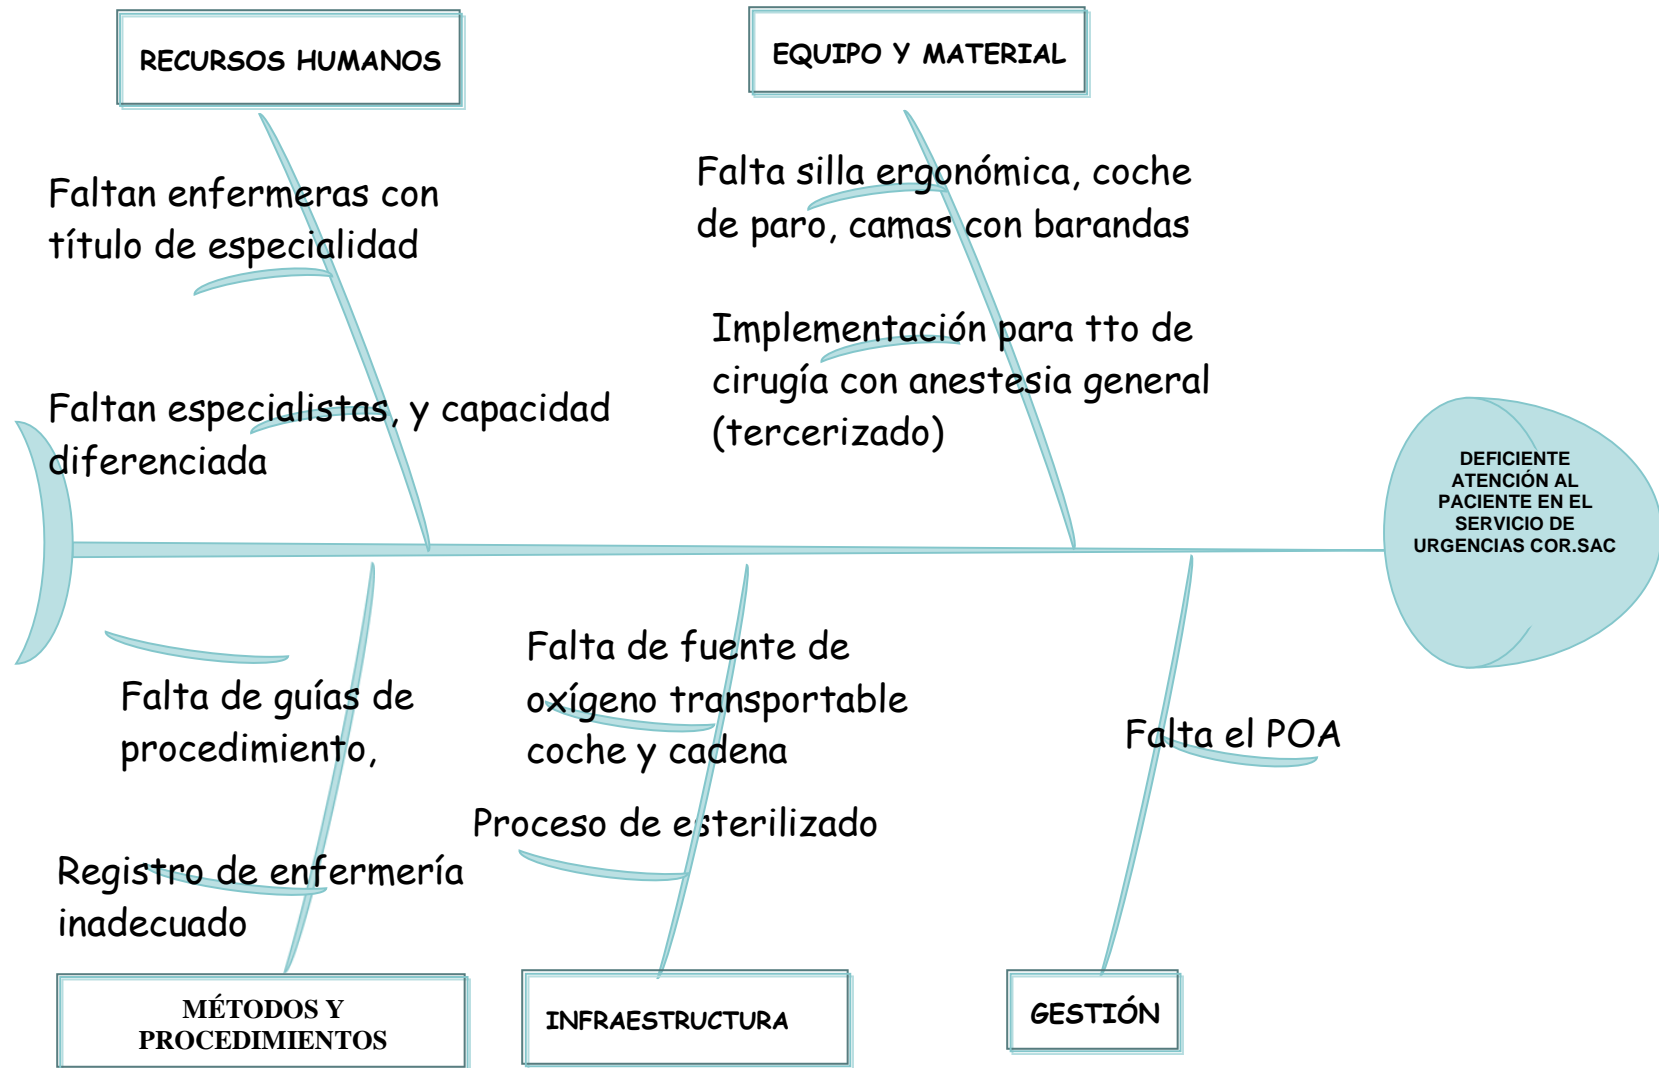 RECURSOS HUMANOS
EQUIPO Y MATERIAL
Faltan enfermeras con
título de especialidad
Faltan especialistas, y capacidad
diferenciada
Falta silla ergonómica, coche
de paro, camas con barandas
Implementación para tto de
cirugía con anestesia general
(tercerizado)
DEFICIENTE
ATENCIÓN AL
PACIENTE EN EL
SERVICIO DE
URGENCIAS COR.SAC
Falta de guías de
procedimiento,
Registro de enfermería
inadecuado
Falta de fuente de
oxígeno transportable
coche y cadena
Proceso de esterilizado
Falta el POA
MÉTODOS Y
PROCEDIMIENTOS
INFRAESTRUCTURA
GESTIÓN